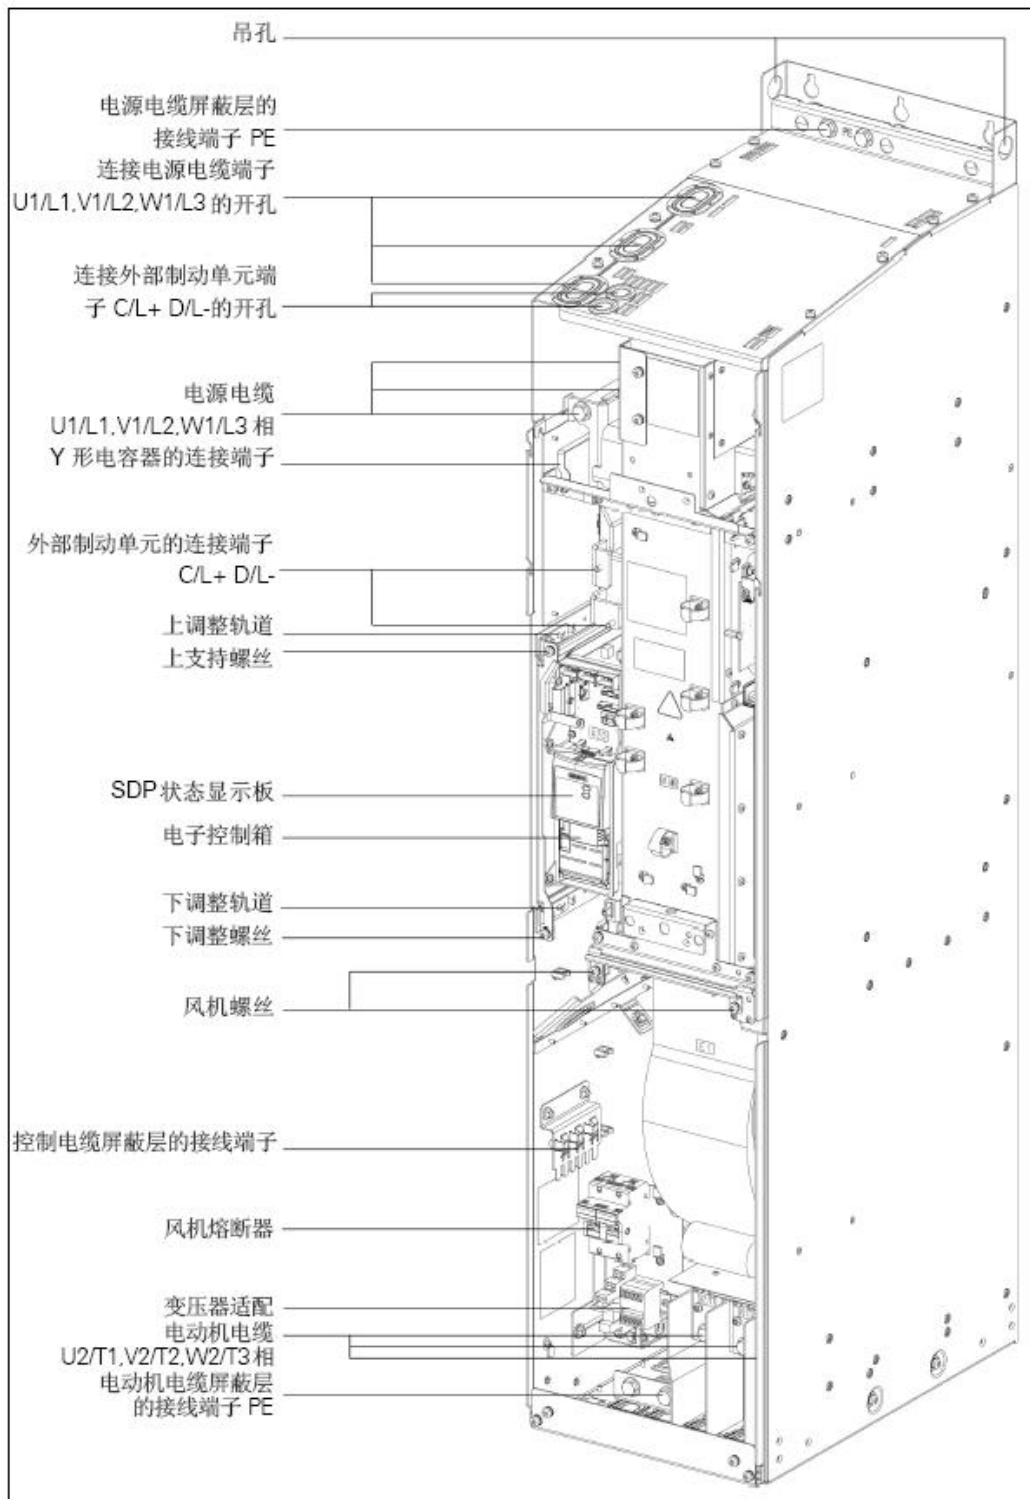 吊孔
电源电缆屏蔽层的
接线端子 PE
连接电源电缆端子
U1/L1,V1/L2,W1/L3 的开孔
连接外部制动单元端
子 C/L+ D/L-的开孔
电源电缆
U1/L1,V1/L2,W1/L3 相
Y 形电容器的连接端子
外部制动单元的连接端子
C/L+ D/L-
上调整轨道
上支持螺丝
SDP 状态显示板
电子控制箱
下调整轨道
下调整螺丝
风机螺丝
控制电缆屏蔽层的接线端子
风机熔断器
变压器适配
电动机电缆
U2/T1,V2/T2,W2/T3 相
电动机电缆屏蔽层
的接线端子 PE
PE